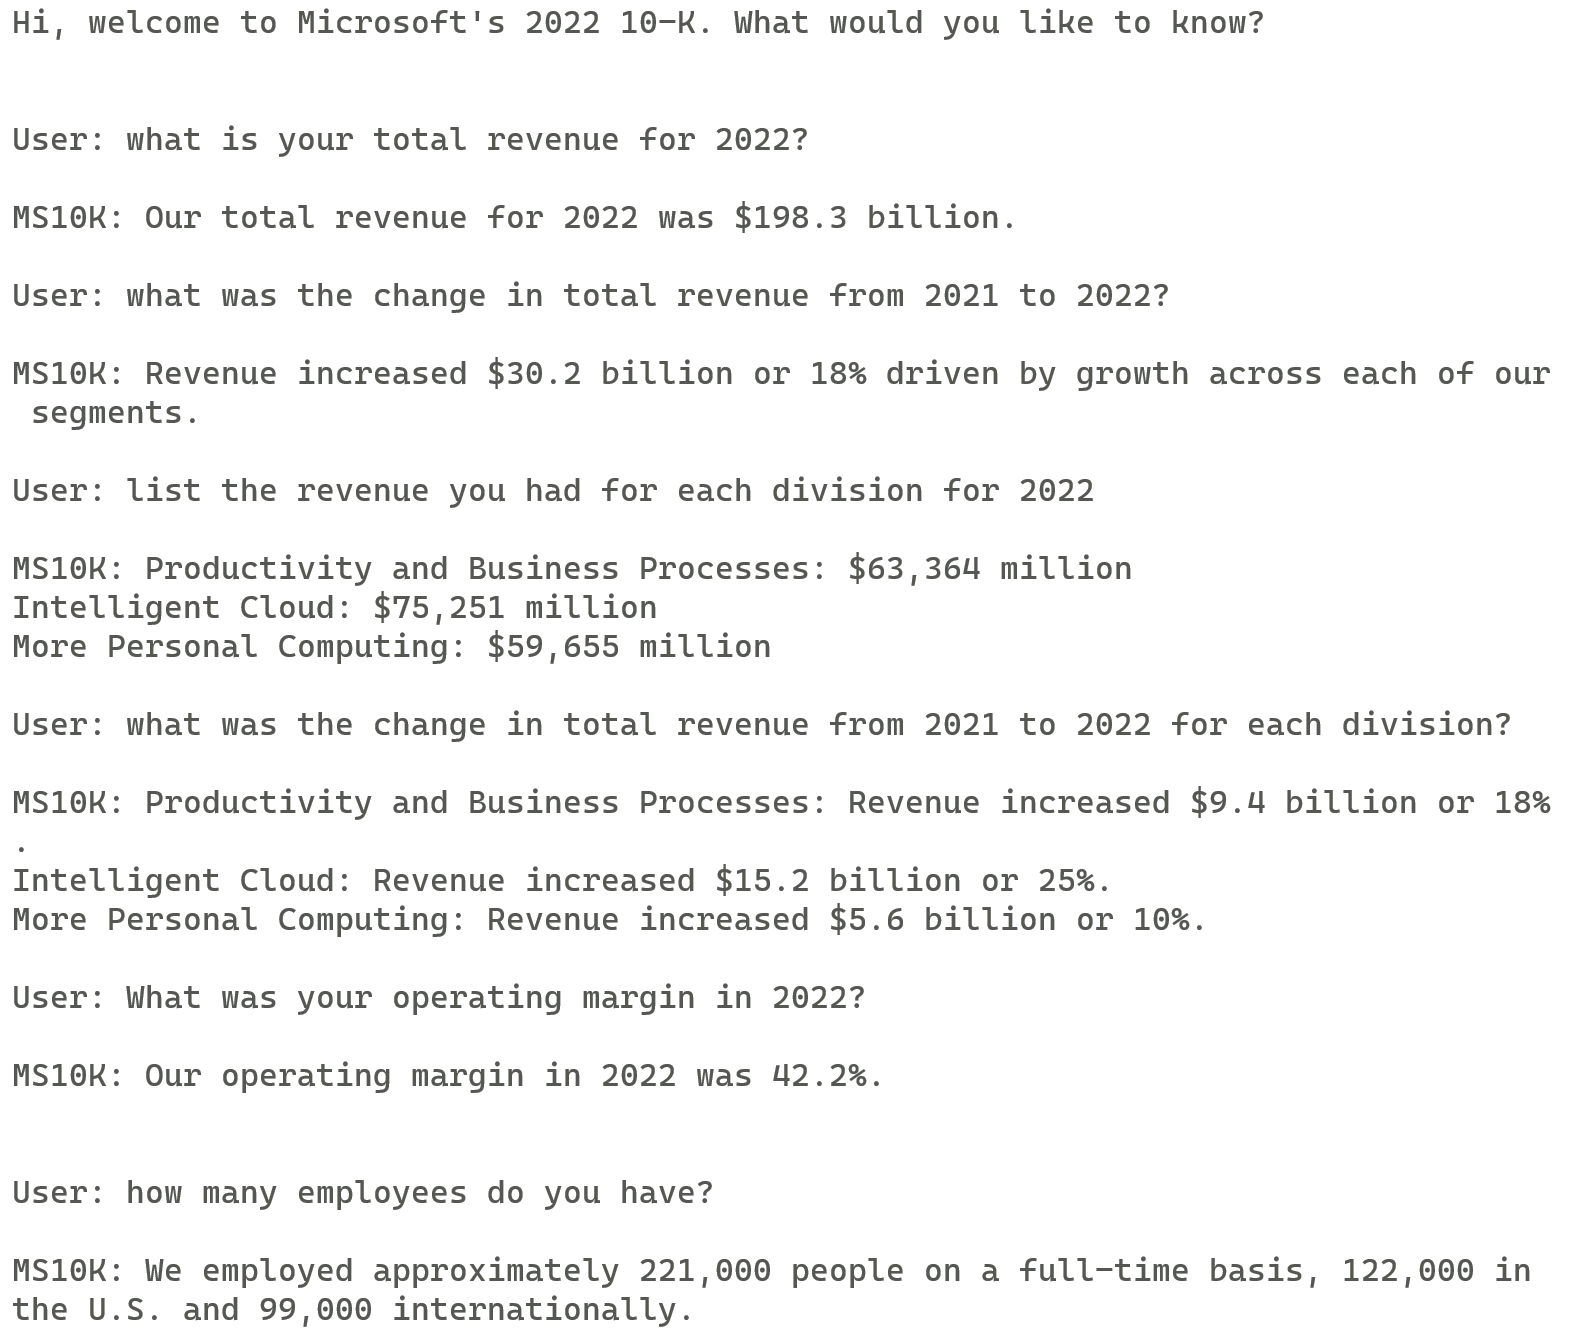 Hi, welcome to Microsoft's 2022 10-K. What would you like to know?
User: what is your total revenue for 2022?
MS10K: Our total revenue for 2022 was $198.3 billion.
User: what was the change in total revenue from 2021 to 2022?
MS10K: Revenue increased $30.2 billion or 18% driven by growth across each of our
segments.
User: list the revenue you had for each division for 2022
MS10K: Productivity and Business Processes: $63,364 million
Intelligent Cloud: $75,251 million
More Personal Computing: $59,655 million
User: what was the change in total revenue from 2021 to 2022 for each division?
MS10K: Productivity and Business Processes: Revenue increased $9.4 billion or 18%
.
Intelligent Cloud: Revenue increased $15.2 billion or 25%.
More Personal Computing: Revenue increased $5.6 billion or 10%.
User: What was your operating margin in 2022?
MS10K: Our operating margin in 2022 was 42.2%.
User: how many employees do you have?
MS10K: We employed approximately 221,000 people on a full-time basis, 122,000 in
the U.S. and 99,000 internationally.